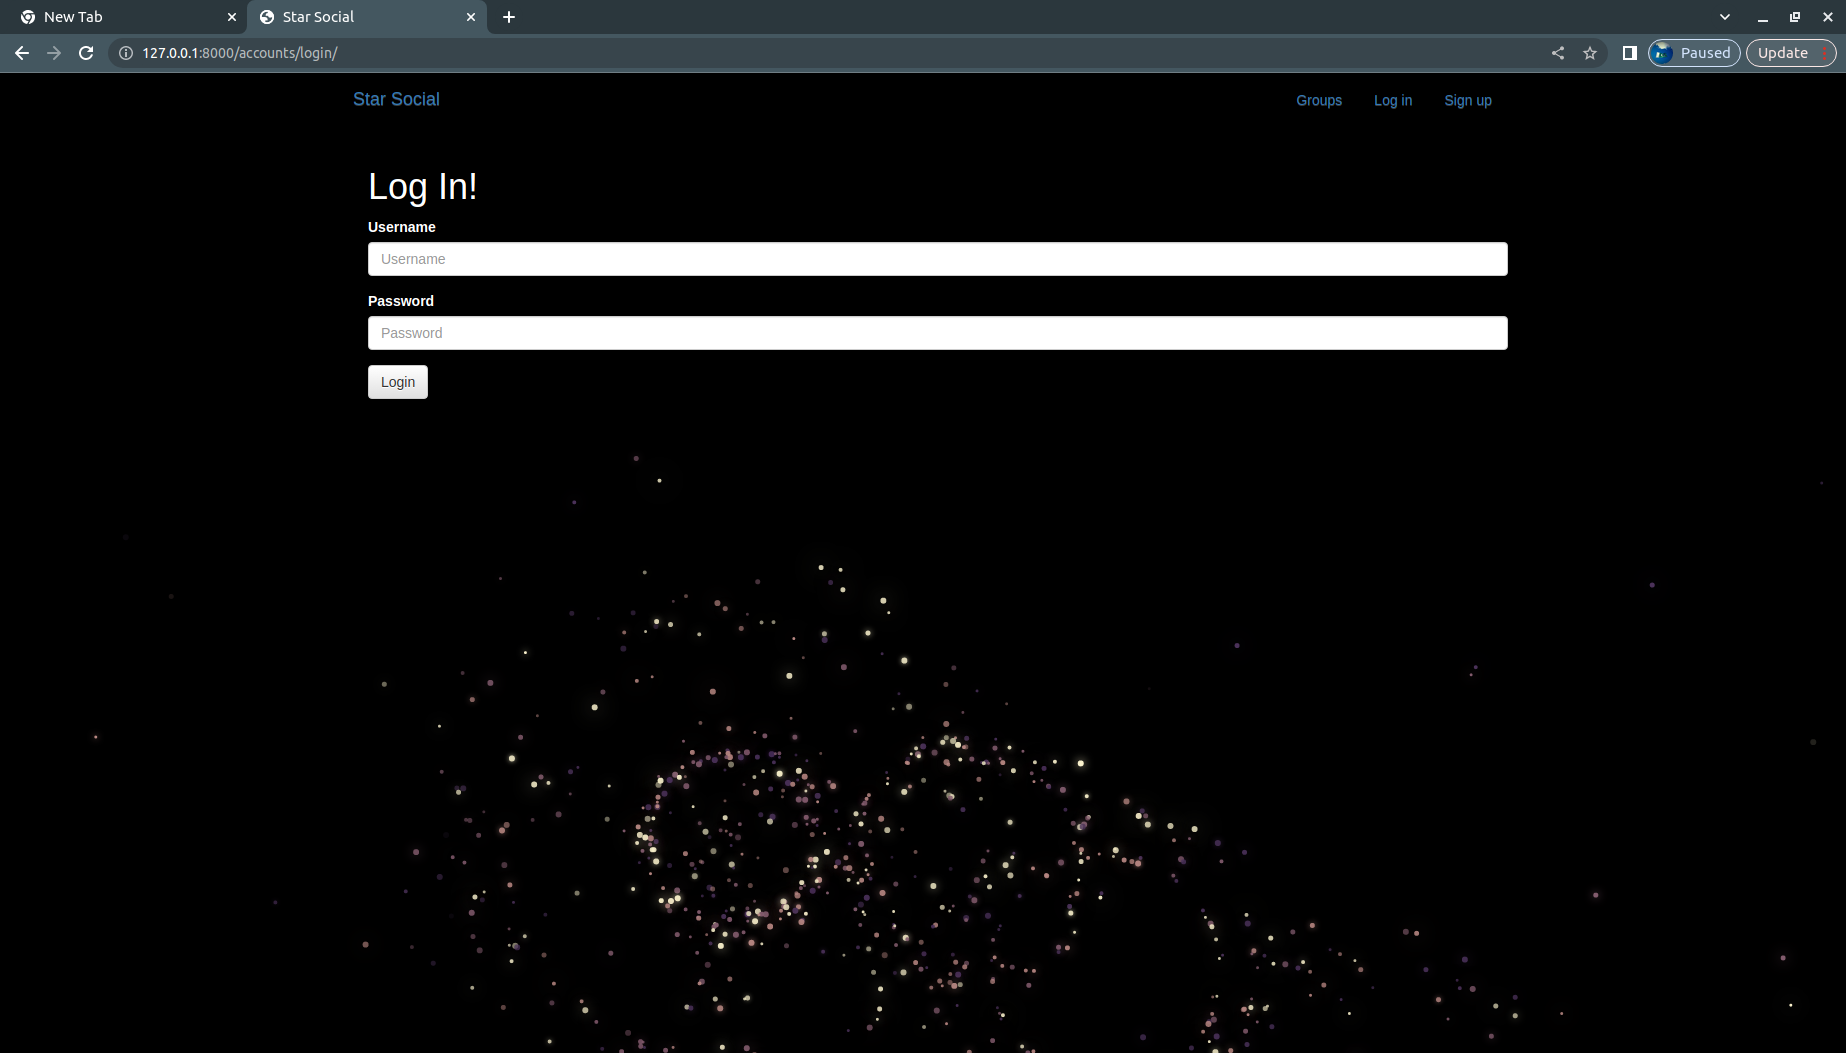 New Tab
Star Social
127.0.0.1:8000/accounts/login/
Paused
Update
Star Social
Groups
Log in
Sign up
Log In!
Username
Username
Password
Password
Login